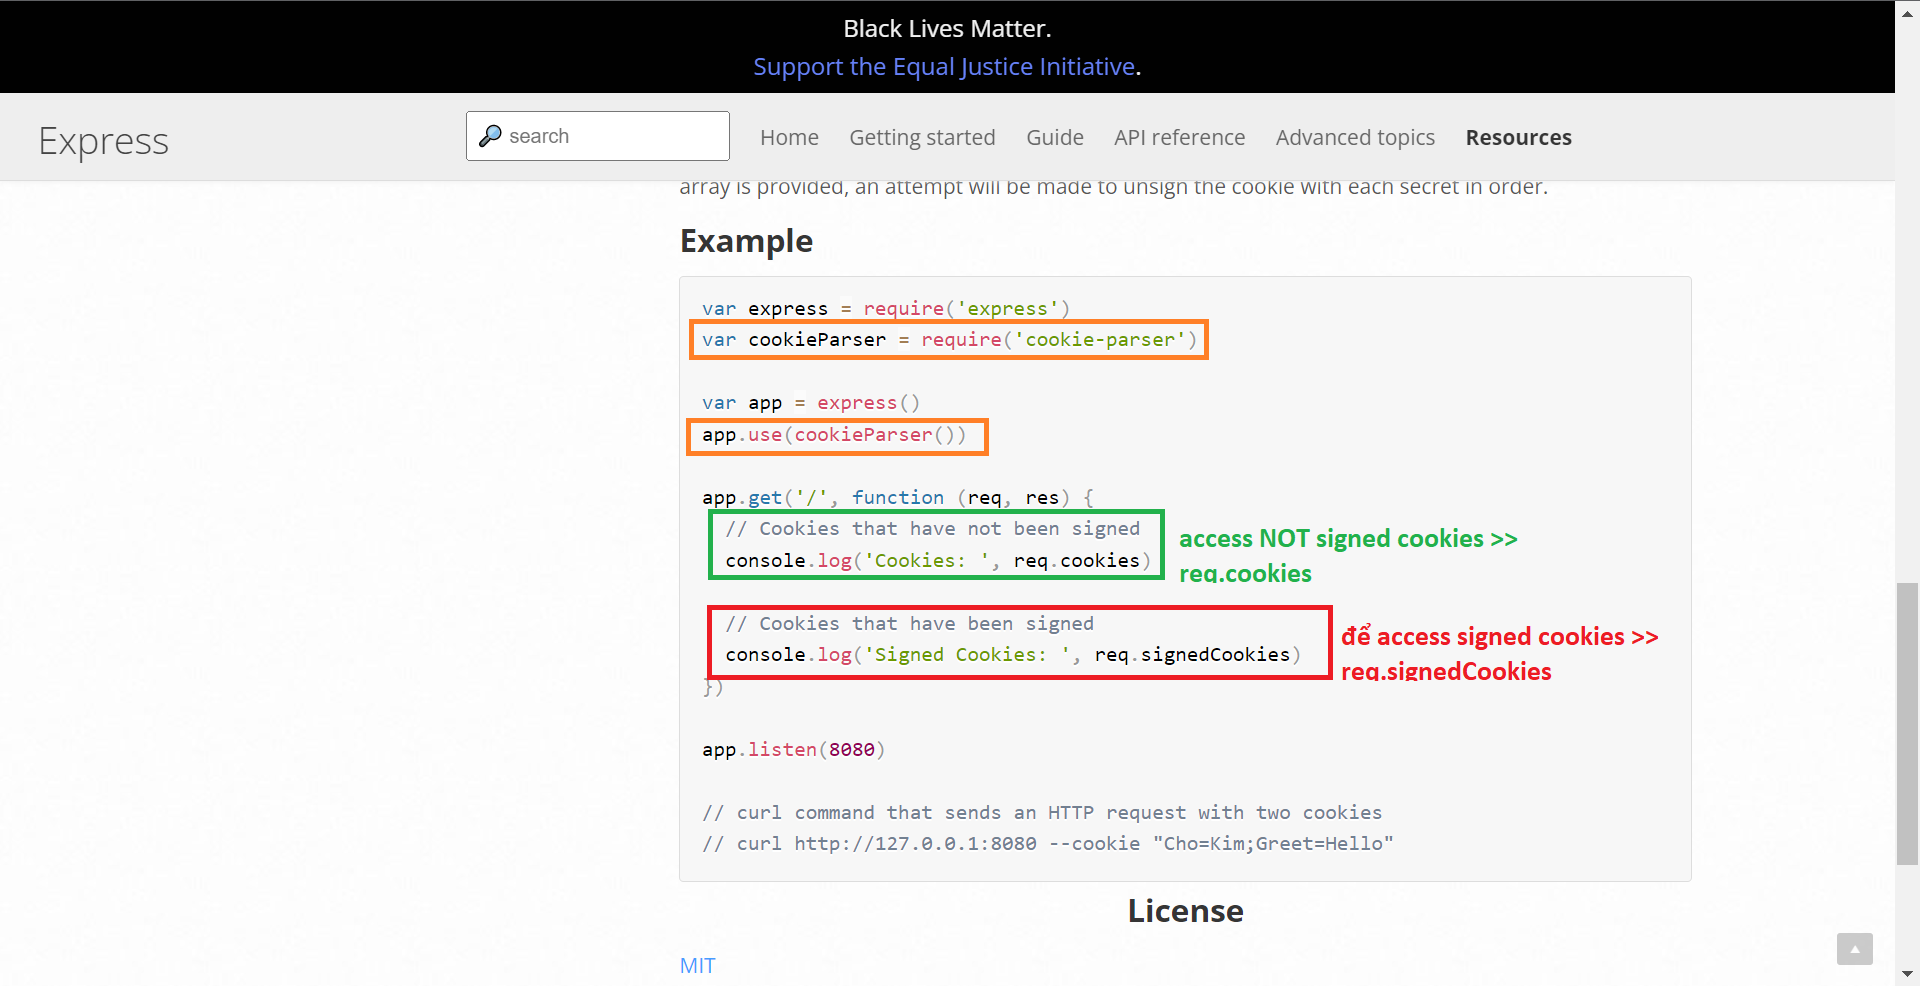 Black Lives Matter.
Support the Equal Justice Initiative.
Express
search
Home
Getting started
Guide
API reference
Advanced topics
Resources
array is provided, an attempt will be made to unsign the cookie with each secret in order.
Example
var express = require('express')
var cookieParser = require('cookie-parser')
var app = express()
app.use(cookieParser())
app.get('/', function (req, res) {
// Cookies that have not been signed
console.log('Cookies: ', req.cookies)
access NOT signed cookies >>
req.cookies
// Cookies that have been signed
console.log('Signed Cookies: ', req.signedCookies)
để access signed cookies >>
req.signedCookies
})
app.listen(8080)
// curl command that sends an HTTP request with two cookies
// curl http://127.0.0.1:8080 --cookie "Cho=Kim;Greet=Hello"
License
MIT